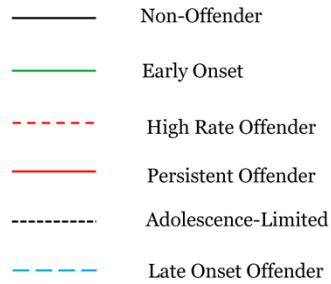 Non-Offender
Early Onset
High Rate Offender
Persistent Offender
Adolescence-Limited
Late Onset Offender